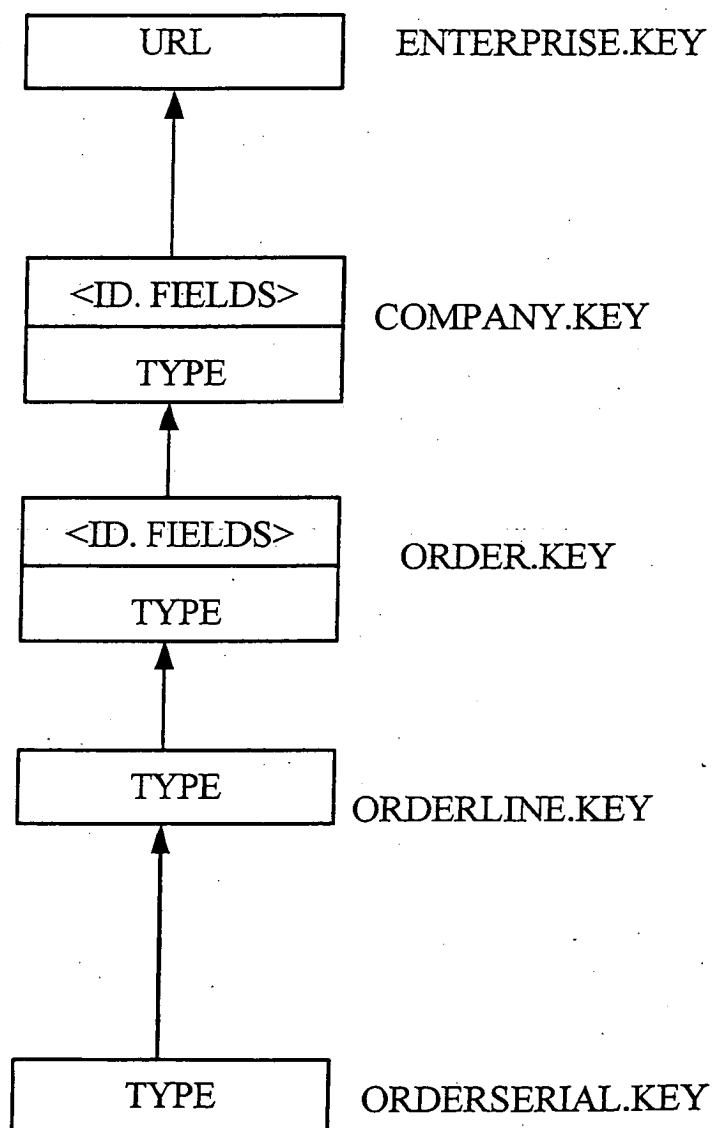 URL ENTERPRISE.KEY
<ID. FIELDS>
COMPANY.KEY
TYPE
<ID. FIELDS>
ORDER.KEY
TYPE
TYPE
ORDERLINE.KEY
TYPE ORDERSERIAL.KEY